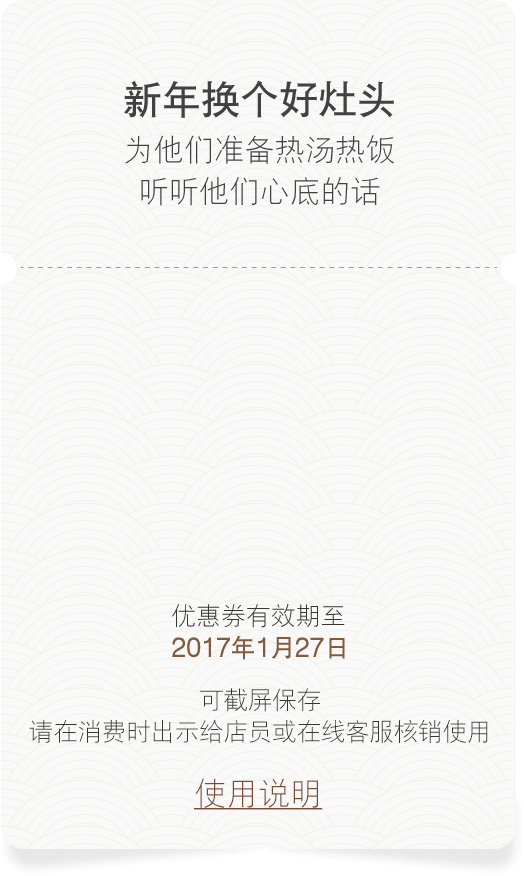 新年换个好灶头
为他们准备热汤热饭
听听他们心底的话
优惠券有效期至
2017年1月27日
可截屏保存
请在消费时出示给店员或在线客服核销使用
使用说明